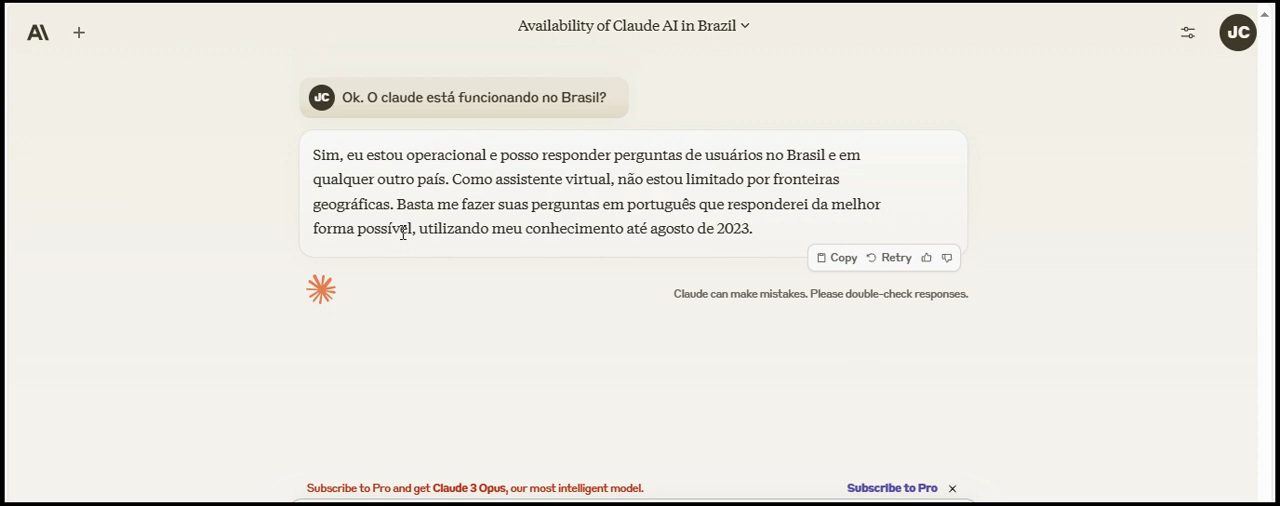 Availability of Claude AI in Brazil
JC
JC Ok. O claude está funcionando no Brasil?
Sim, eu estou operacional e posso responder perguntas de usuários no Brasil e em
qualquer outro país. Como assistente virtual, não estou limitado por fronteiras
geográficas. Basta me fazer suas perguntas em português que responderei da melhor
forma possível, utilizando meu conhecimento até agosto de 2023.
Copy Retry
Claude can make mistakes. Please double-check responses.
Subscribe to Pro and get Claude 3 Opus, our most intelligent model. Subscribe to Pro